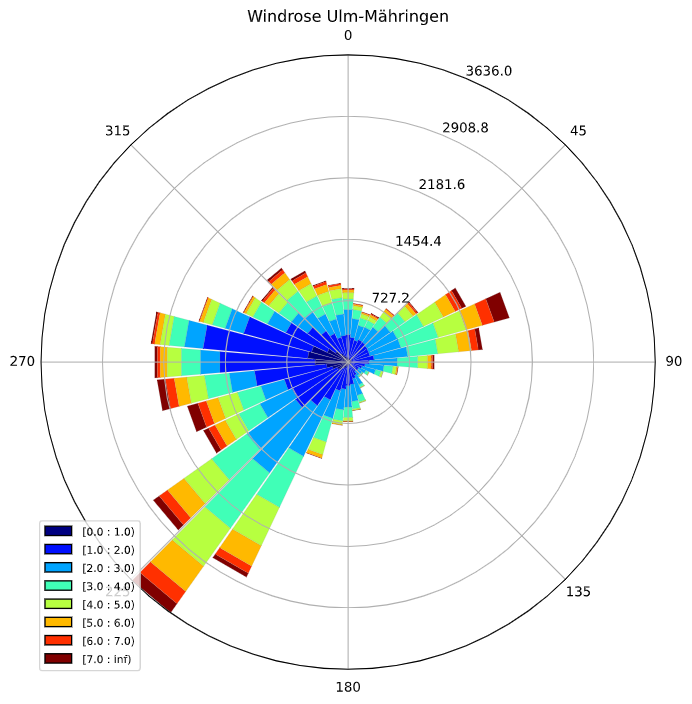 Windrose Ulm-Mähringen
0
3636.0
2908.8
315
45
2181.6
1454.4
727.2
270
90
[0.0 : 1.0)
[1.0 : 2.0)
[2.0 : 3.0)
[3.0 : 4.0)
225
135
[4.0 : 5.0)
[5.0 : 6.0)
[6.0 : 7.0)
[7.0 : inf)
180